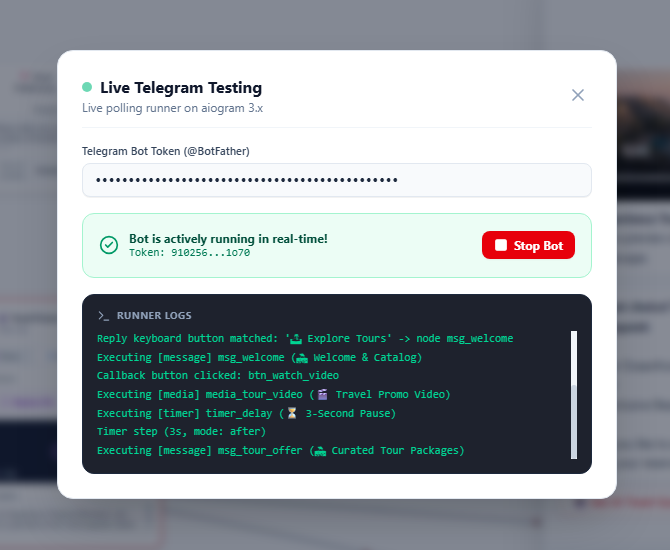 Live Telegram Testing
Live polling runner on aiogram 3.x
Telegram Bot Token (@BotFather)
••••••••••••••••••••••••••••••••••••••••••••••
Bot is actively running in real-time!
Token: 910256...1o70
Stop Bot
RUNNER LOGS
Reply keyboard button matched: '🏝 Explore Tours' -> node msg_welcome
Executing [message] msg_welcome (🏝 Welcome & Catalog)
Callback button clicked: btn_watch_video
Executing [media] media_tour_video (🎬 Travel Promo Video)
Executing [timer] timer_delay (⏳ 3-Second Pause)
Timer step (3s, mode: after)
Executing [message] msg_tour_offer (🏝 Curated Tour Packages)